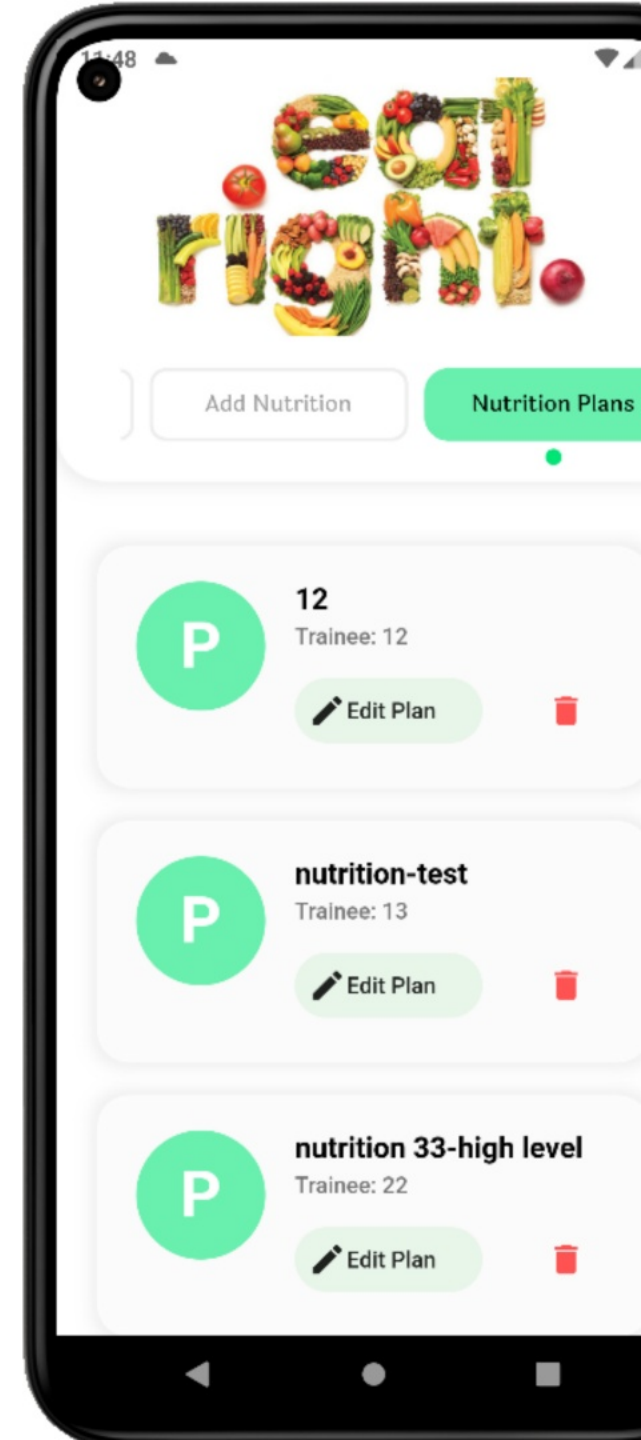 11:48
eat
right.
Add Nutrition
Nutrition Plans
P
12
Trainee: 12
Edit Plan
P
nutrition-test
Trainee: 13
Edit Plan
P
nutrition 33-high level
Trainee: 22
Edit Plan